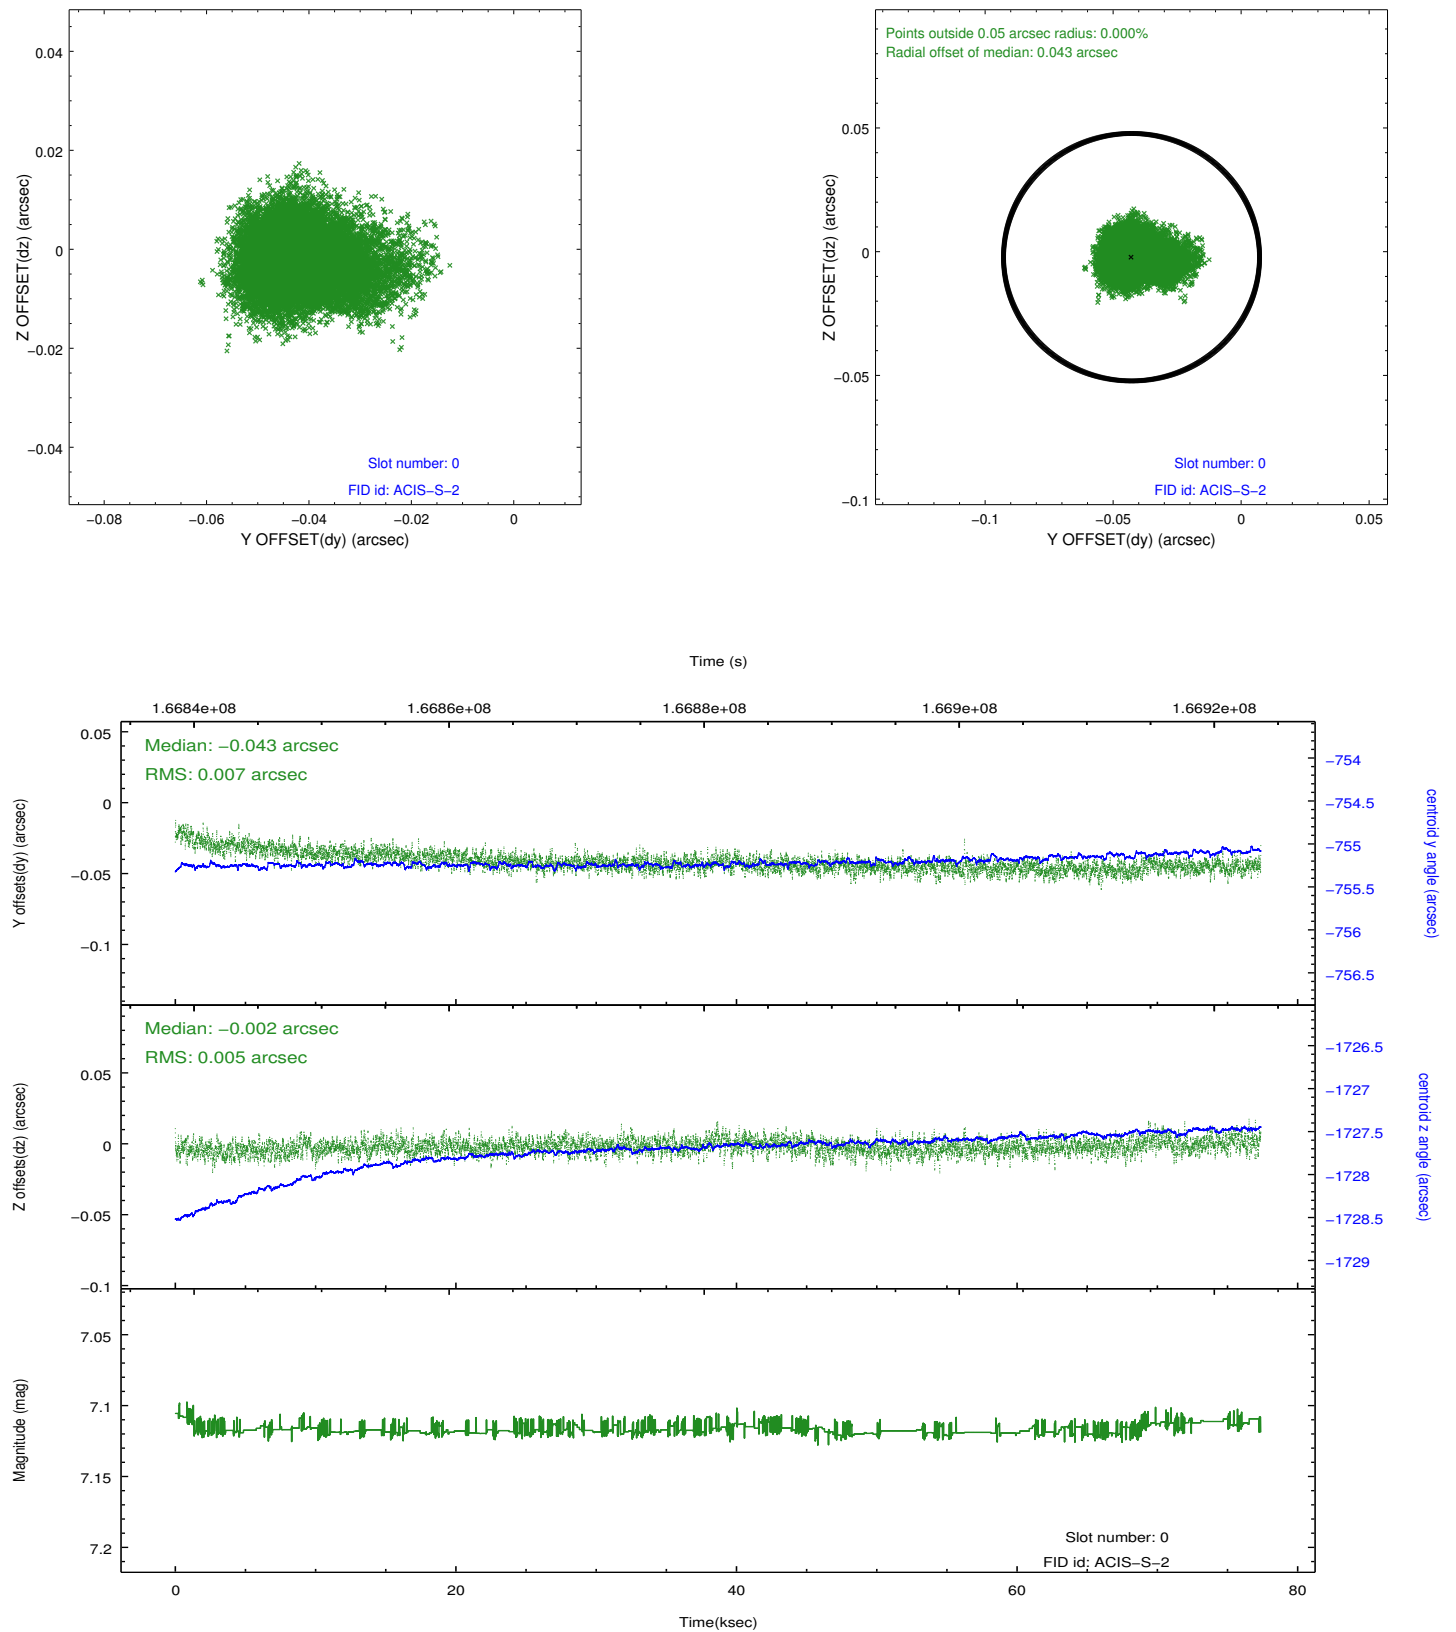 0.04
0.02
0
−0.02
−0.04
Z OFFSET(dz) (arcsec)
Slot number: 0
FID id: ACIS−S−2
−0.08
−0.06
−0.04
−0.02
0
Y OFFSET(dy) (arcsec)
Points outside 0.05 arcsec radius: 0.000%
Radial offset of median: 0.043 arcsec
0.05
0
−0.05
−0.1
Z OFFSET(dz) (arcsec)
Slot number: 0
FID id: ACIS−S−2
−0.1
−0.05
0
0.05
Y OFFSET(dy) (arcsec)
Time (s)
1.6684e+08
1.6686e+08
1.6688e+08
1.669e+08
1.6692e+08
Median: −0.043 arcsec
RMS: 0.007 arcsec
0.05
0
−0.05
−0.1
Y offsets(dy) (arcsec)
−754
−754.5
−755
−755.5
−756
−756.5
centroid y angle (arcsec)
Median: −0.002 arcsec
RMS: 0.005 arcsec
0.05
0
−0.05
−0.1
Z offsets(dz) (arcsec)
−1726.5
−1727
−1727.5
−1728
−1728.5
−1729
centroid z angle (arcsec)
7.05
7.1
7.15
7.2
Magnitude (mag)
Slot number: 0
FID id: ACIS−S−2
0
20
40
60
80
Time(ksec)